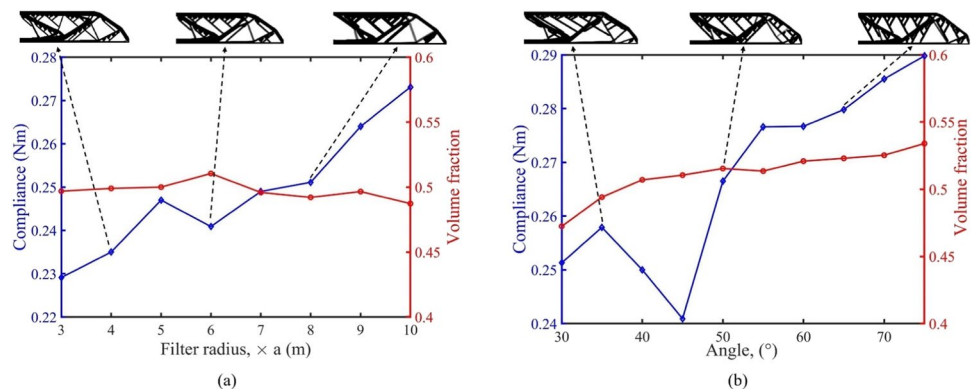 0.28
0.27
0.26
0.25
0.24
0.23
0.22
Compliance (Nm)
0.6
0.55
0.5
0.45
0.4
Volume fraction
3 4 5 6 7 8 9 10
Filter radius, × a (m)
(a)
0.29
0.28
0.27
0.26
0.25
0.24
Compliance (Nm)
0.6
0.55
0.5
0.45
0.4
Volume fraction
30 40 50 60 70
Angle, (°)
(b)